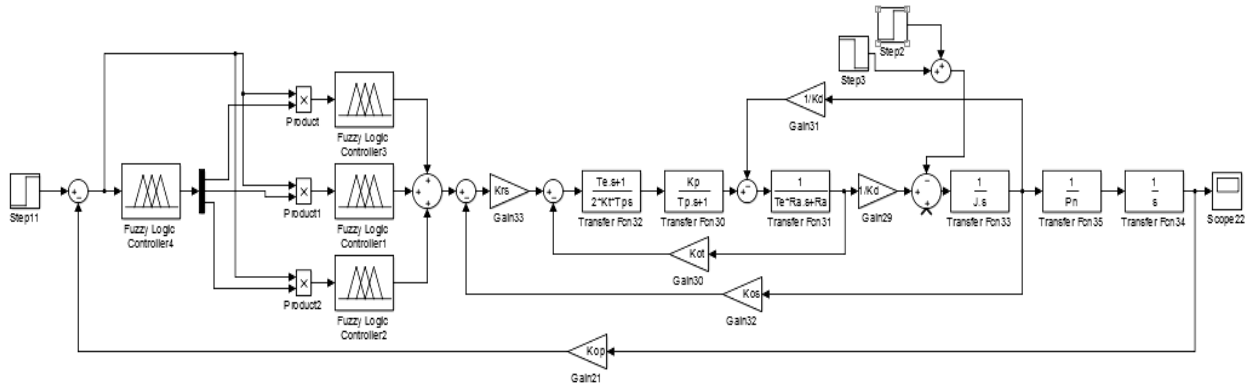 Step2
Step3
1/Kd
Gain31
×
Product
Fuzzy Logic
Controller3
Step11
Fuzzy Logic
Controller4
×
Product1
Fuzzy Logic
Controller1
Krs
Gain33
Te.s+1
2*Kt*Tps
Transfer Fcn32
Kp
Tp.s+1
Transfer Fcn30
1
Te*Ra.s+Ra
Transfer Fcn31
1/Kd
Gain29
1
J.s
Transfer Fcn33
1
Pn
Transfer Fcn35
1
s
Transfer Fcn34
Scope22
Kot
Gain30
×
Product2
Fuzzy Logic
Controller2
Kos
Gain32
Kop
Gain21